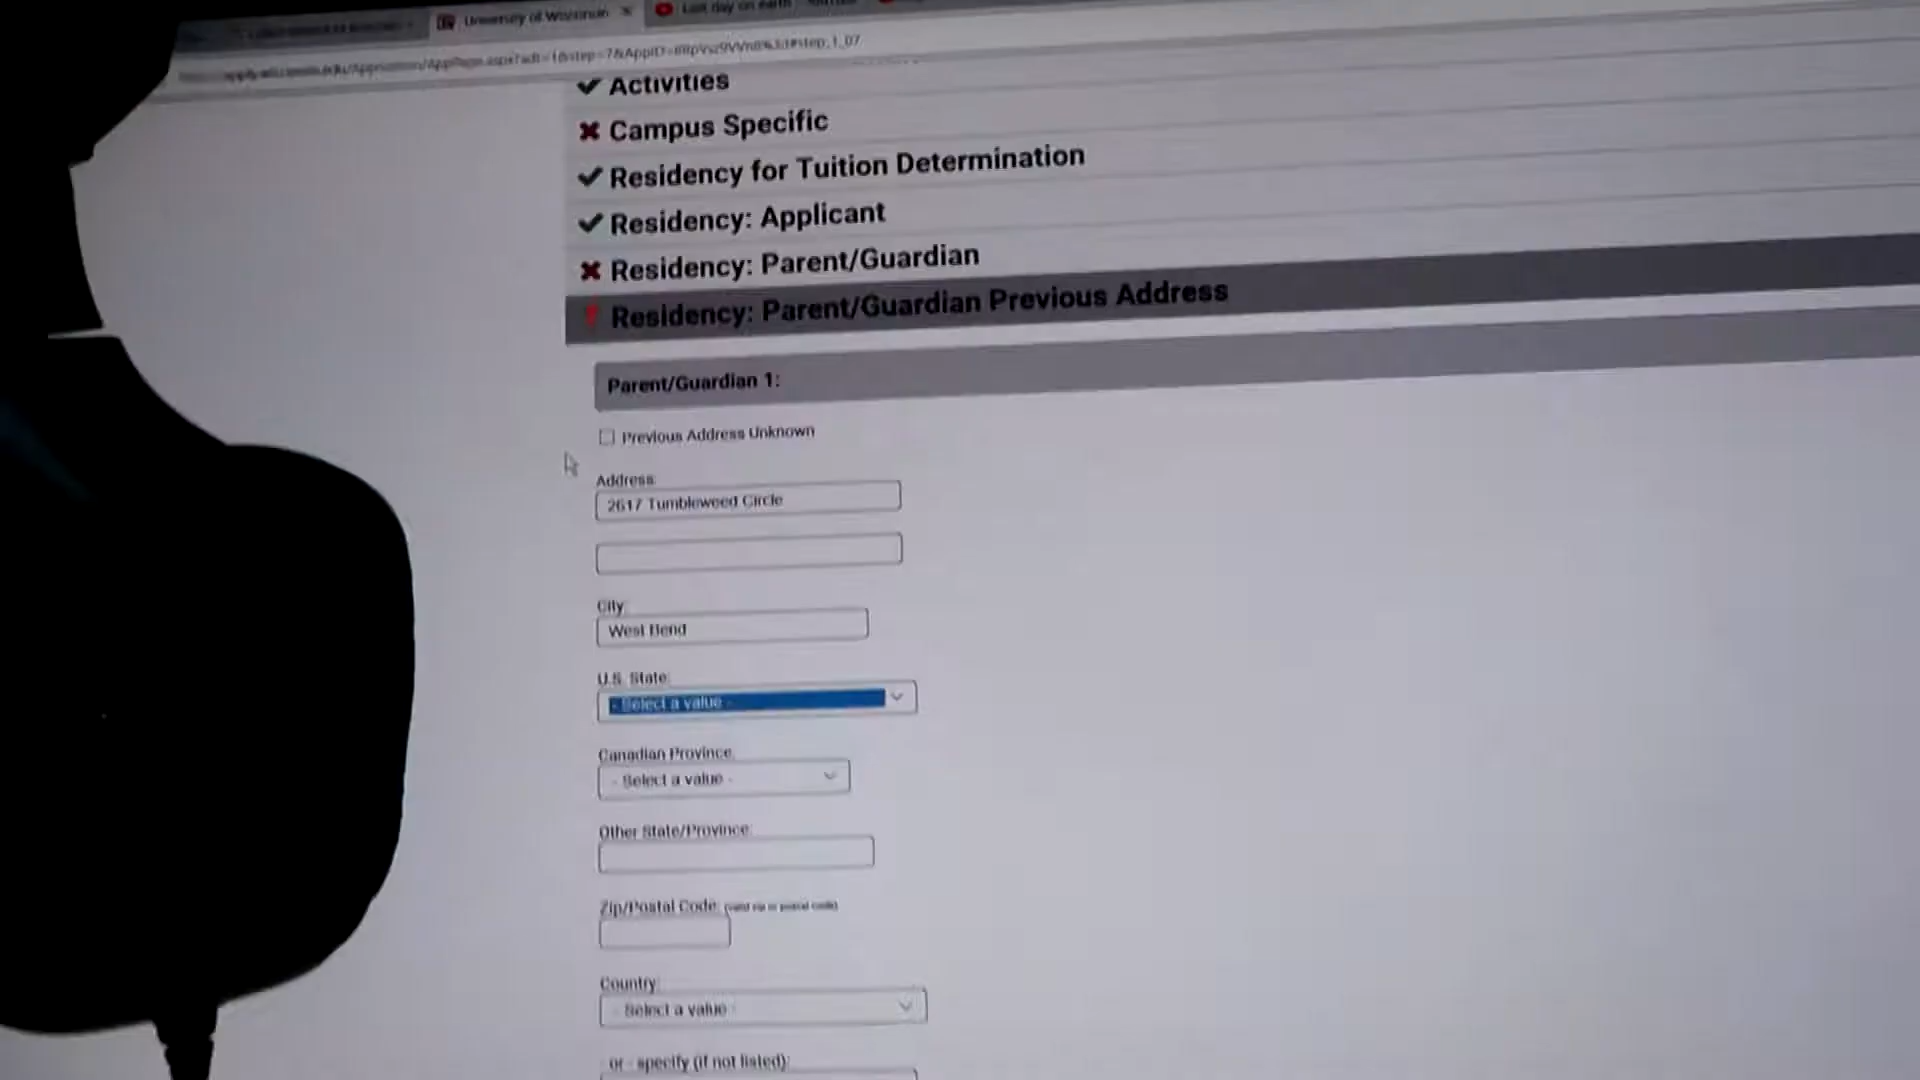 University of Wisconsin
Last day on earth
Activities
Campus Specific
Residency for Tuition Determination
Residency: Applicant
Residency: Parent/Guardian
Residency: Parent/Guardian Previous Address
Parent/Guardian 1:
Previous Address Unknown
Address:
2617 Tumbleweed Circle
City:
West Bend
U.S. State:
- Select a value -
Canadian Province:
- Select a value -
Other State/Province:
Zip/Postal Code: (valid zip or postal code)
Country:
- Select a value -
- or - specify (if not listed):